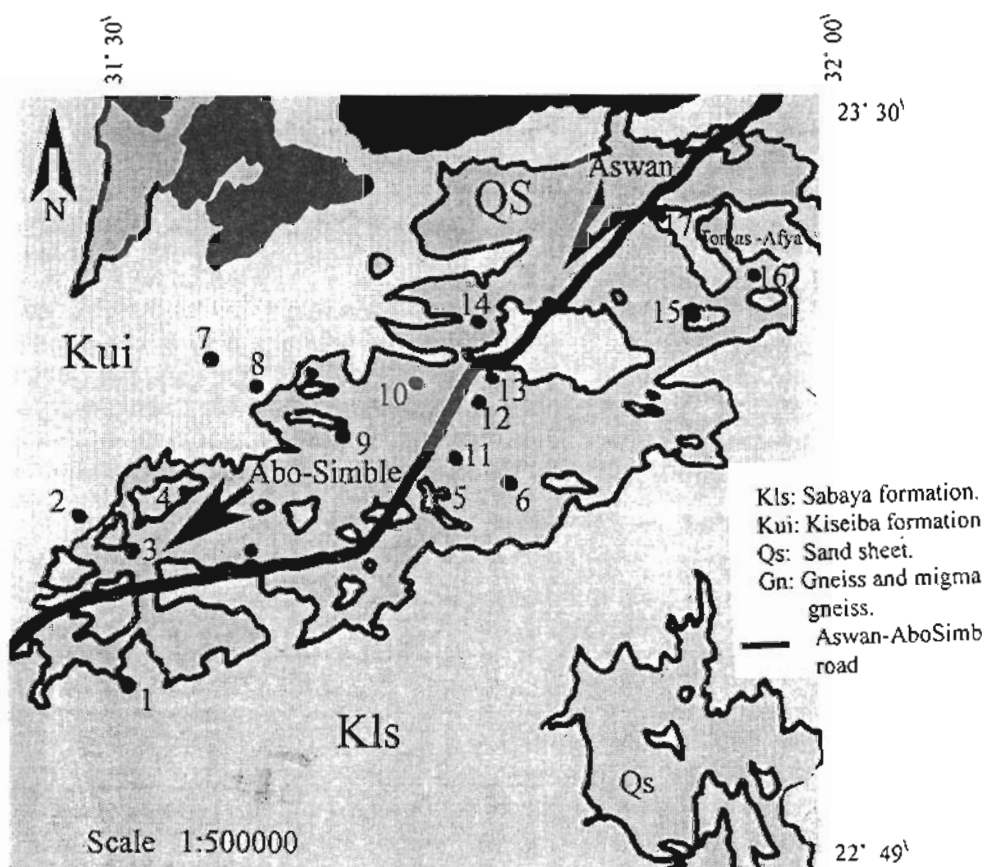 31° 30\
32° 00\
23° 30\
N
Aswan
QS
17
Tomas-Afya
16
15
14
Kui
7
8
10
13
12
9
11
Abo-Simble
5
6
4
2
3
1
Kls
Qs
Kls: Sabaya formation.
Kui: Kiseiba formation
Qs: Sand sheet.
Gn: Gneiss and migma
gneiss.
Aswan-AboSimb
road
Scale 1:500000
22° 49\